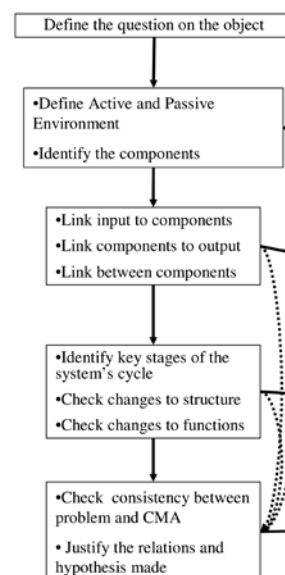 Define the question on the object
•Define Active and Passive
Environment
•Identify the components
•Link input to components
•Link components to output
•Link between components
•Identify key stages of the
system's cycle
•Check changes to structure
•Check changes to functions
•Check consistency between
problem and CMA
• Justify the relations and
hypothesis made